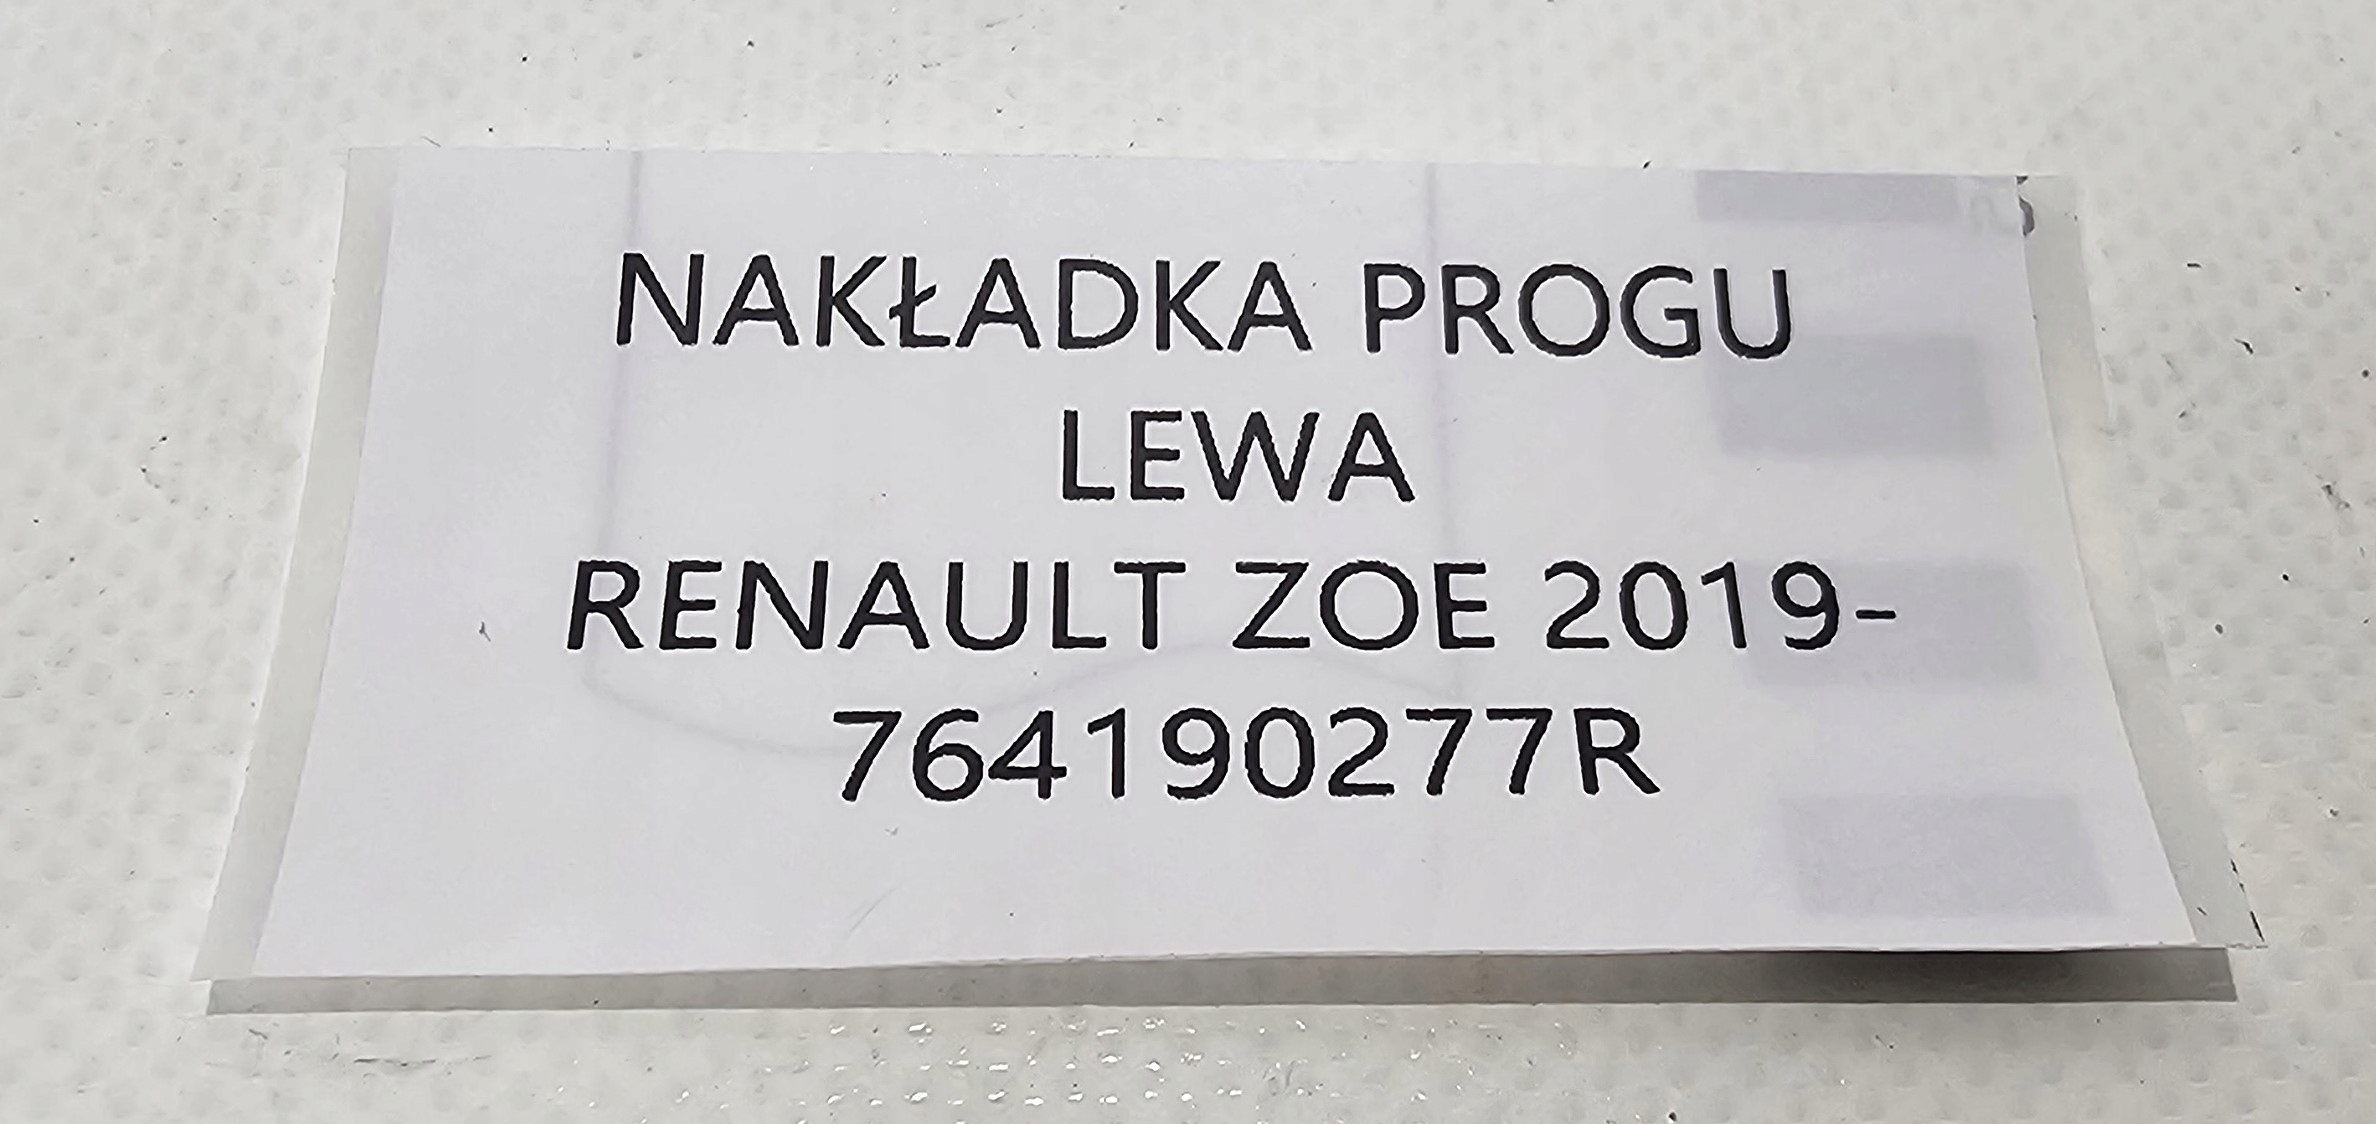 NAKŁADKA PROGU
LEWA
RENAULT ZOE 2019-
764190277R